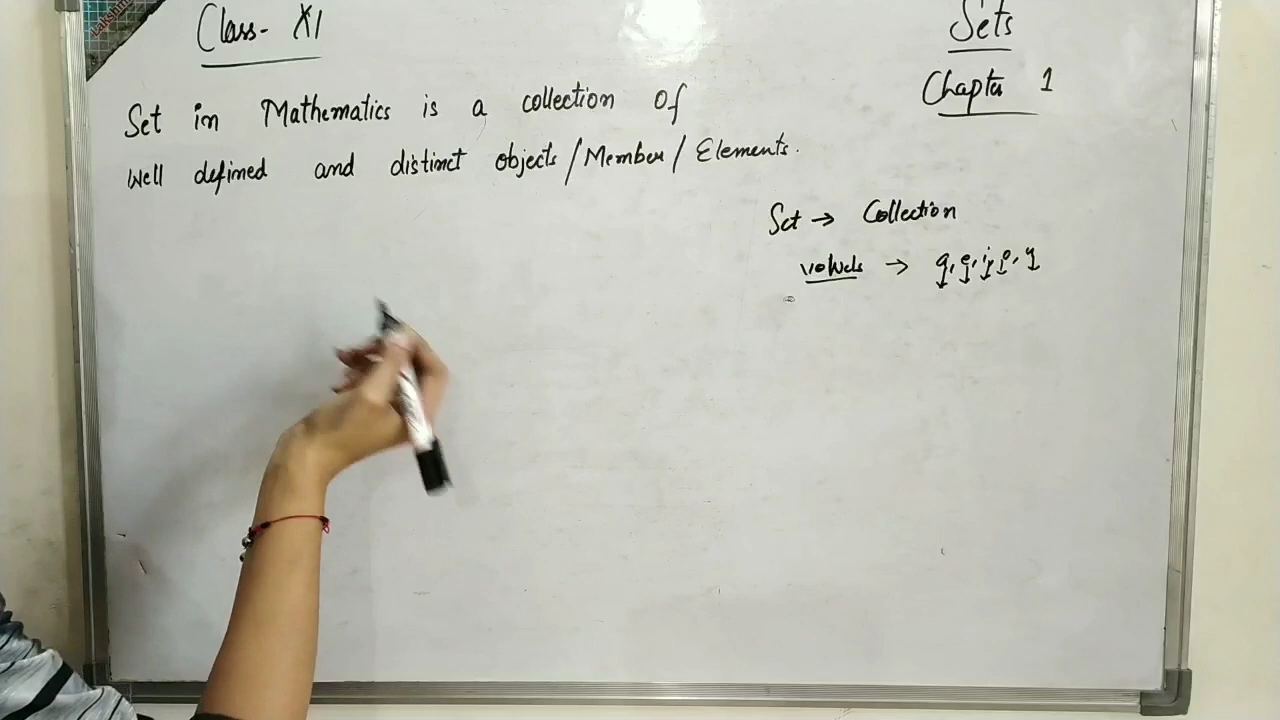 Class- XI
Sets
Chapter 1
Set in Mathematics is a collection of
Well defined and distinct objects/Member/Elements.
Set → Collection
vowels → a, e, i, o, u
Lakshmi